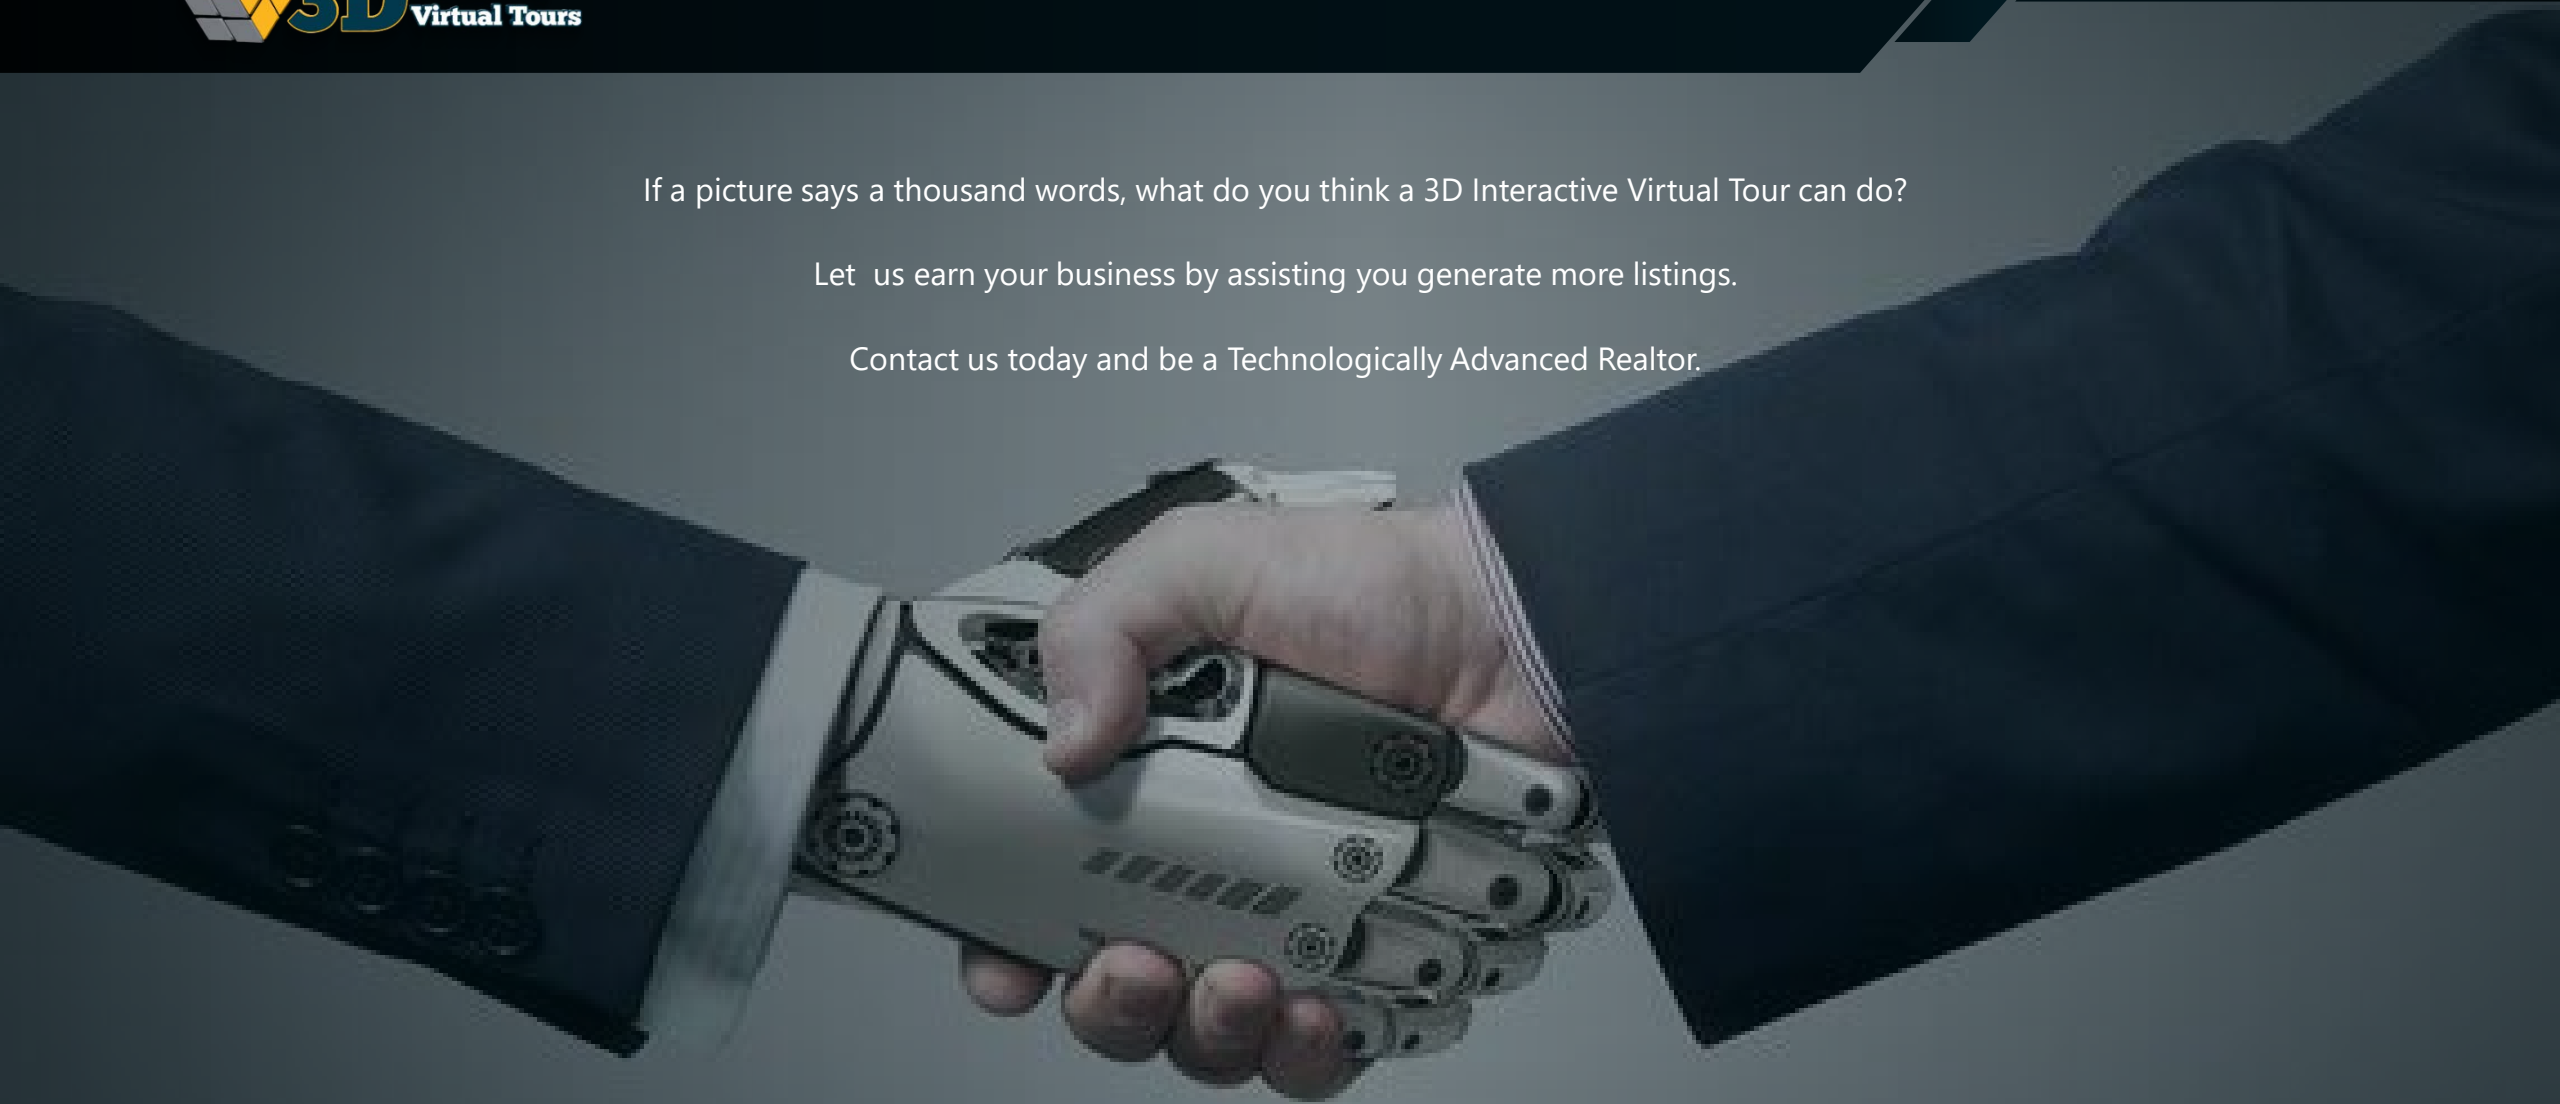 3D Virtual Tours
If a picture says a thousand words, what do you think a 3D Interactive Virtual Tour can do?
Let  us earn your business by assisting you generate more listings.
Contact us today and be a Technologically Advanced Realtor.